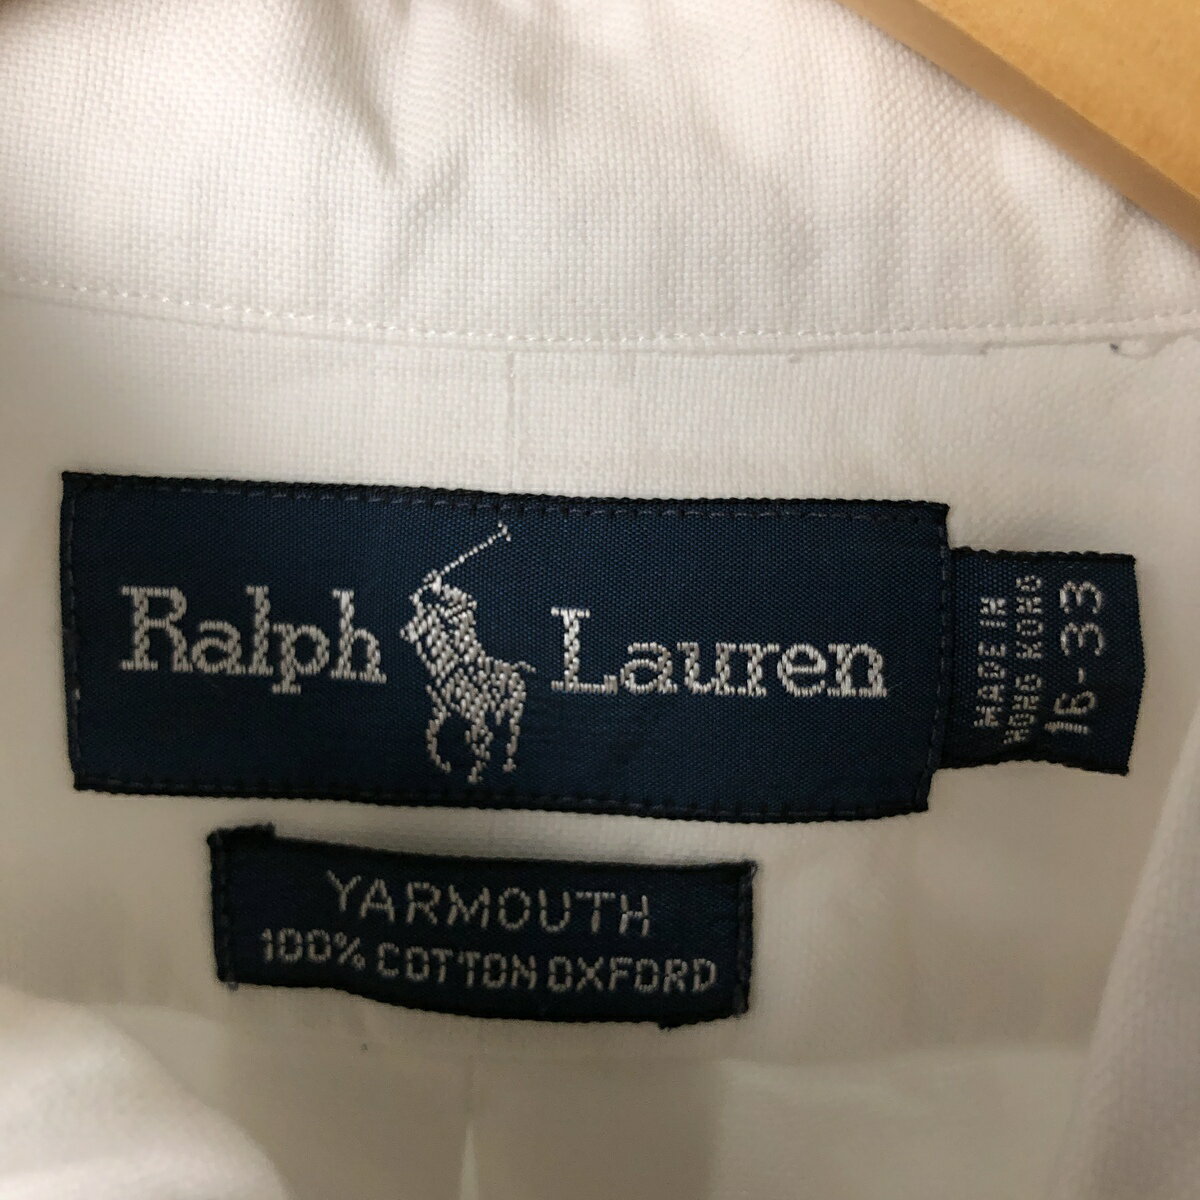 Ralph Lauren
MADE IN
HONG KONG
16-33
YARMOUTH
100% COTTON OXFORD